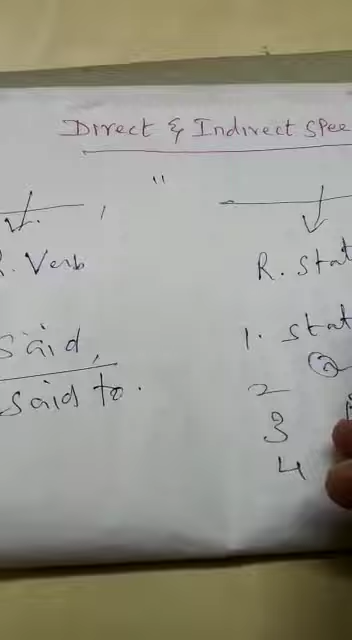 Direct & Indirect spee
"
R. Verb
R. Stat
said,
said to.
1. Stat
2
3
4